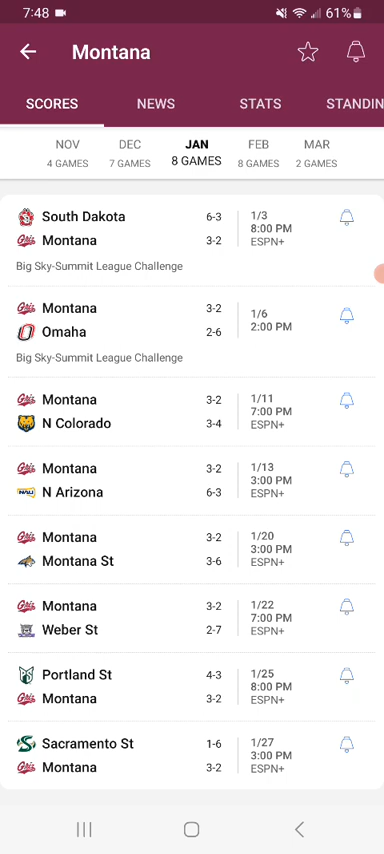 7:48 61%
Montana
SCORES NEWS STATS STANDIN
NOV DEC JAN FEB MAR
4 GAMES 7 GAMES 8 GAMES 8 GAMES 2 GAMES
South Dakota 6-3 1/3
8:00 PM
Montana 3-2 ESPN+
Big Sky-Summit League Challenge
Montana 3-2 1/6
Omaha 2-6 2:00 PM
Big Sky-Summit League Challenge
Montana 3-2 1/11
7:00 PM
N Colorado 3-4 ESPN+
Montana 3-2 1/13
3:00 PM
NAU N Arizona 6-3 ESPN+
Montana 3-2 1/20
3:00 PM
Montana St 3-6 ESPN+
Montana 3-2 1/22
7:00 PM
Weber St 2-7 ESPN+
Portland St 4-3 1/25
8:00 PM
Montana 3-2 ESPN+
Sacramento St 1-6 1/27
3:00 PM
Montana 3-2 ESPN+